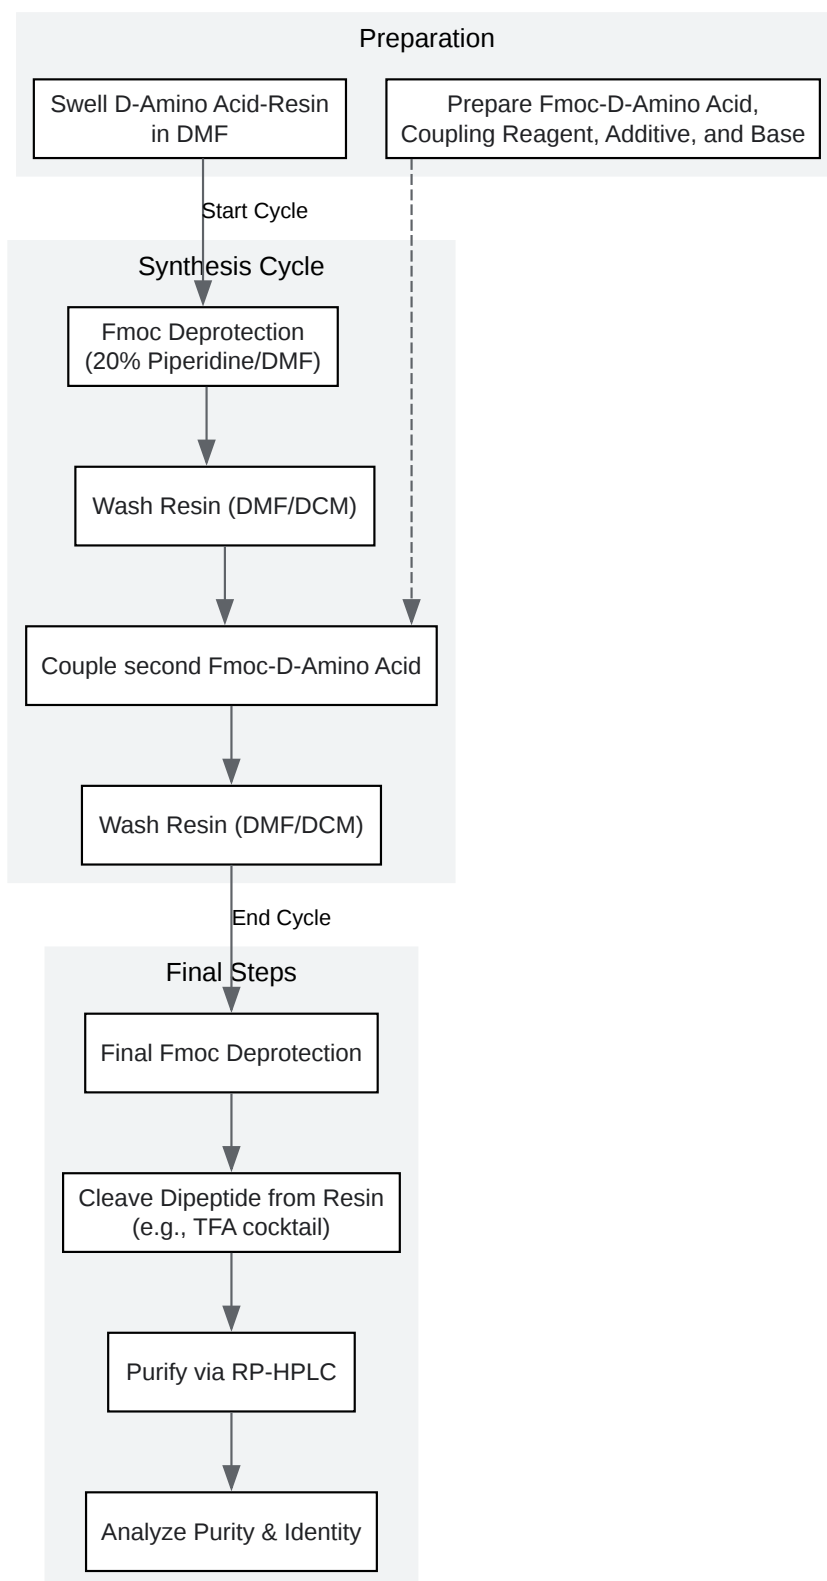 Preparation
Swell D-Amino Acid-Resin
in DMF
Prepare Fmoc-D-Amino Acid,
Coupling Reagent, Additive, and Base
Start Cycle
Synthesis Cycle
Fmoc Deprotection
(20% Piperidine/DMF)
Wash Resin (DMF/DCM)
Couple second Fmoc-D-Amino Acid
Wash Resin (DMF/DCM)
End Cycle
Final Steps
Final Fmoc Deprotection
Cleave Dipeptide from Resin
(e.g., TFA cocktail)
Purify via RP-HPLC
Analyze Purity & Identity